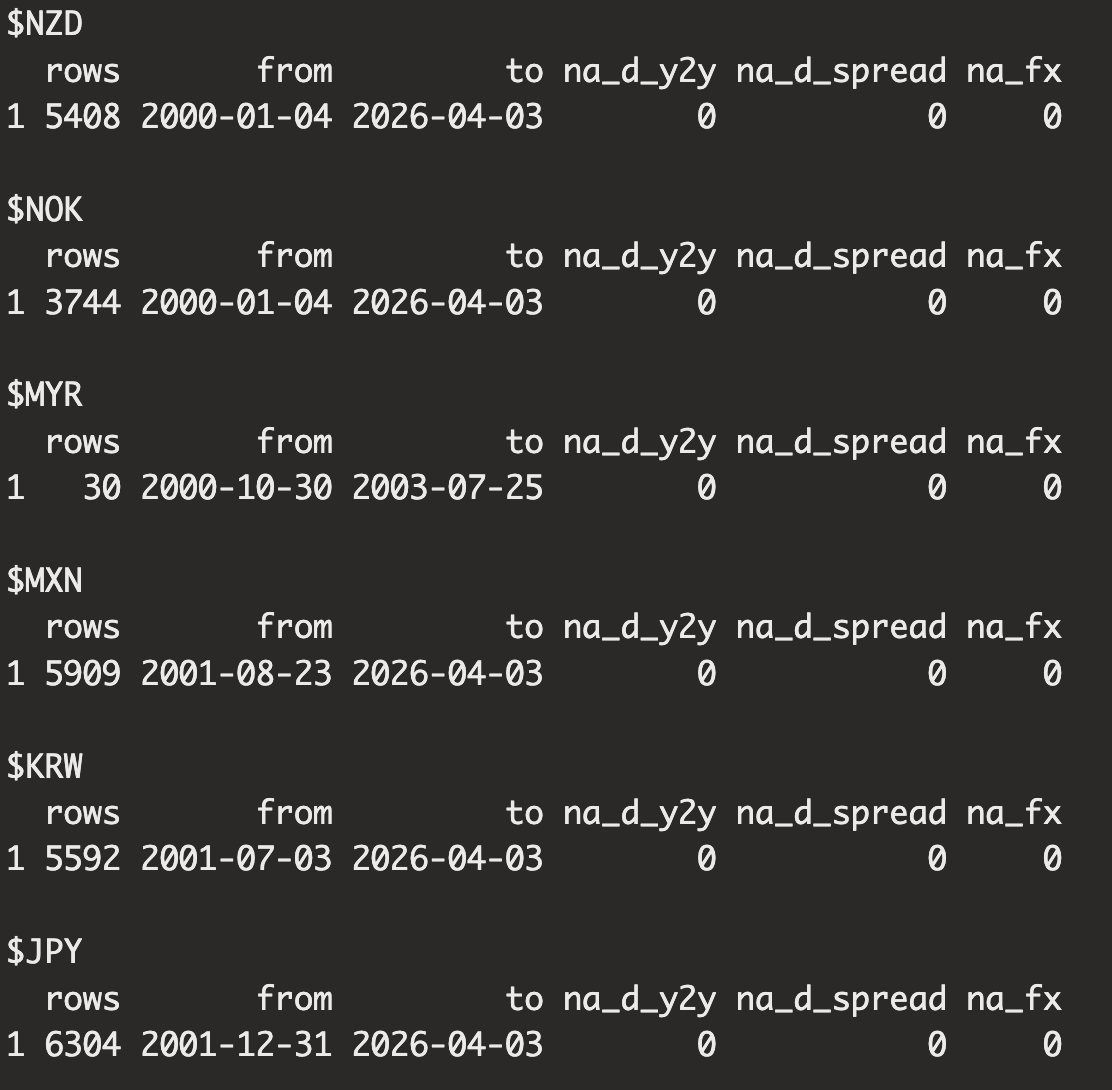 $NZD
  rows       from         to na_d_y2y na_d_spread na_fx
1 5408 2000-01-04 2026-04-03        0           0     0

$NOK
  rows       from         to na_d_y2y na_d_spread na_fx
1 3744 2000-01-04 2026-04-03        0           0     0

$MYR
  rows       from         to na_d_y2y na_d_spread na_fx
1   30 2000-10-30 2003-07-25        0           0     0

$MXN
  rows       from         to na_d_y2y na_d_spread na_fx
1 5909 2001-08-23 2026-04-03        0           0     0

$KRW
  rows       from         to na_d_y2y na_d_spread na_fx
1 5592 2001-07-03 2026-04-03        0           0     0

$JPY
  rows       from         to na_d_y2y na_d_spread na_fx
1 6304 2001-12-31 2026-04-03        0           0     0